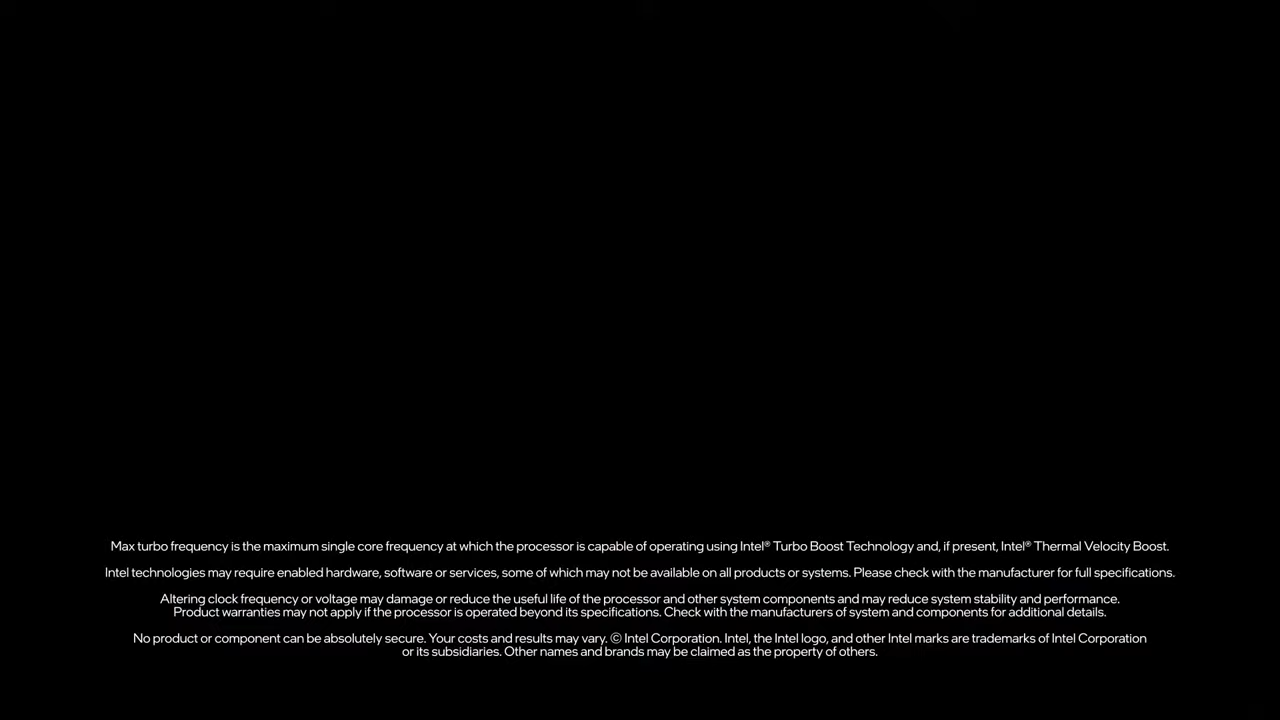 Max turbo frequency is the maximum single core frequency at which the processor is capable of operating using Intel® Turbo Boost Technology and, if present, Intel® Thermal Velocity Boost.
Intel technologies may require enabled hardware, software or services, some of which may not be available on all products or systems. Please check with the manufacturer for full specifications.
Altering clock frequency or voltage may damage or reduce the useful life of the processor and other system components and may reduce system stability and performance.
Product warranties may not apply if the processor is operated beyond its specifications. Check with the manufacturers of system and components for additional details.
No product or component can be absolutely secure. Your costs and results may vary. © Intel Corporation. Intel, the Intel logo, and other Intel marks are trademarks of Intel Corporation
or its subsidiaries. Other names and brands may be claimed as the property of others.